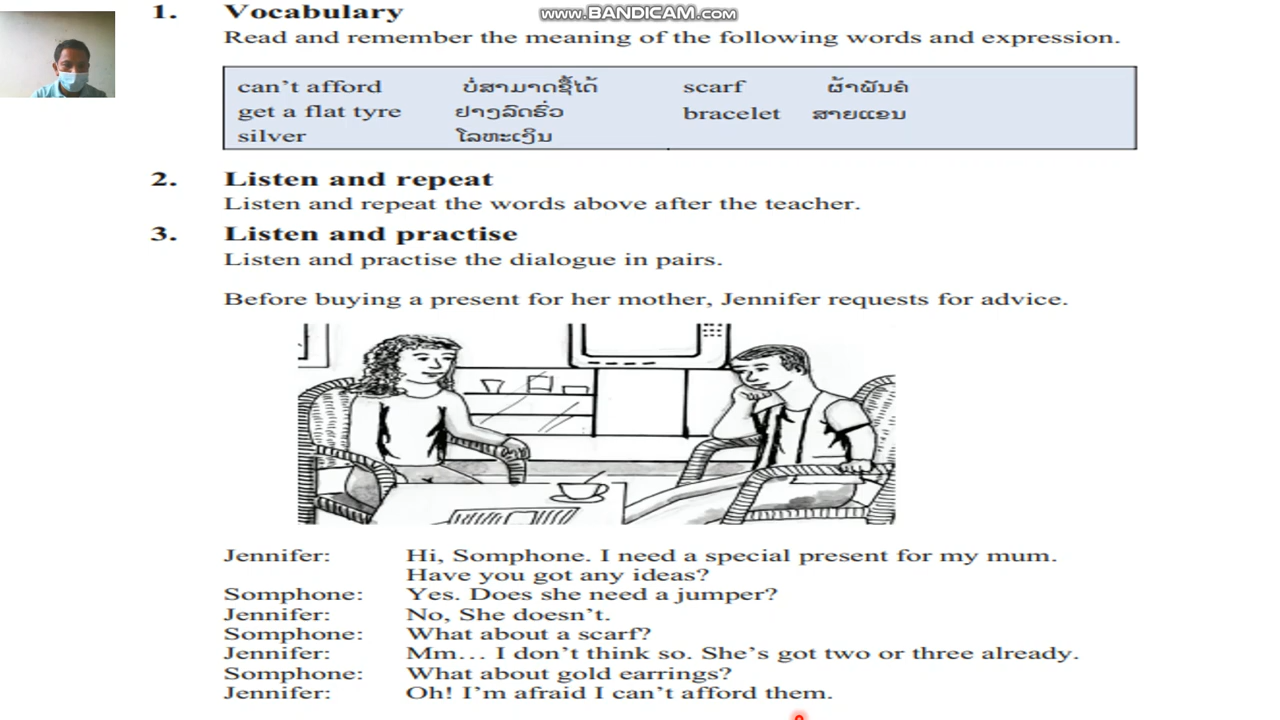 www.BANDICAM.com
1. Vocabulary
Read and remember the meaning of the following words and expression.
can't afford ບໍ່ສາມາດຊື້ໄດ້ scarf ຜ້າພັນຄໍ
get a flat tyre ຢາງລົດຮົ່ວ bracelet ສາຍແຂນ
silver ໂລຫະເງິນ
2. Listen and repeat
Listen and repeat the words above after the teacher.
3. Listen and practise
Listen and practise the dialogue in pairs.
Before buying a present for her mother, Jennifer requests for advice.
Jennifer: Hi, Somphone. I need a special present for my mum.
Have you got any ideas?
Somphone: Yes. Does she need a jumper?
Jennifer: No, She doesn't.
Somphone: What about a scarf?
Jennifer: Mm... I don't think so. She's got two or three already.
Somphone: What about gold earrings?
Jennifer: Oh! I'm afraid I can't afford them.